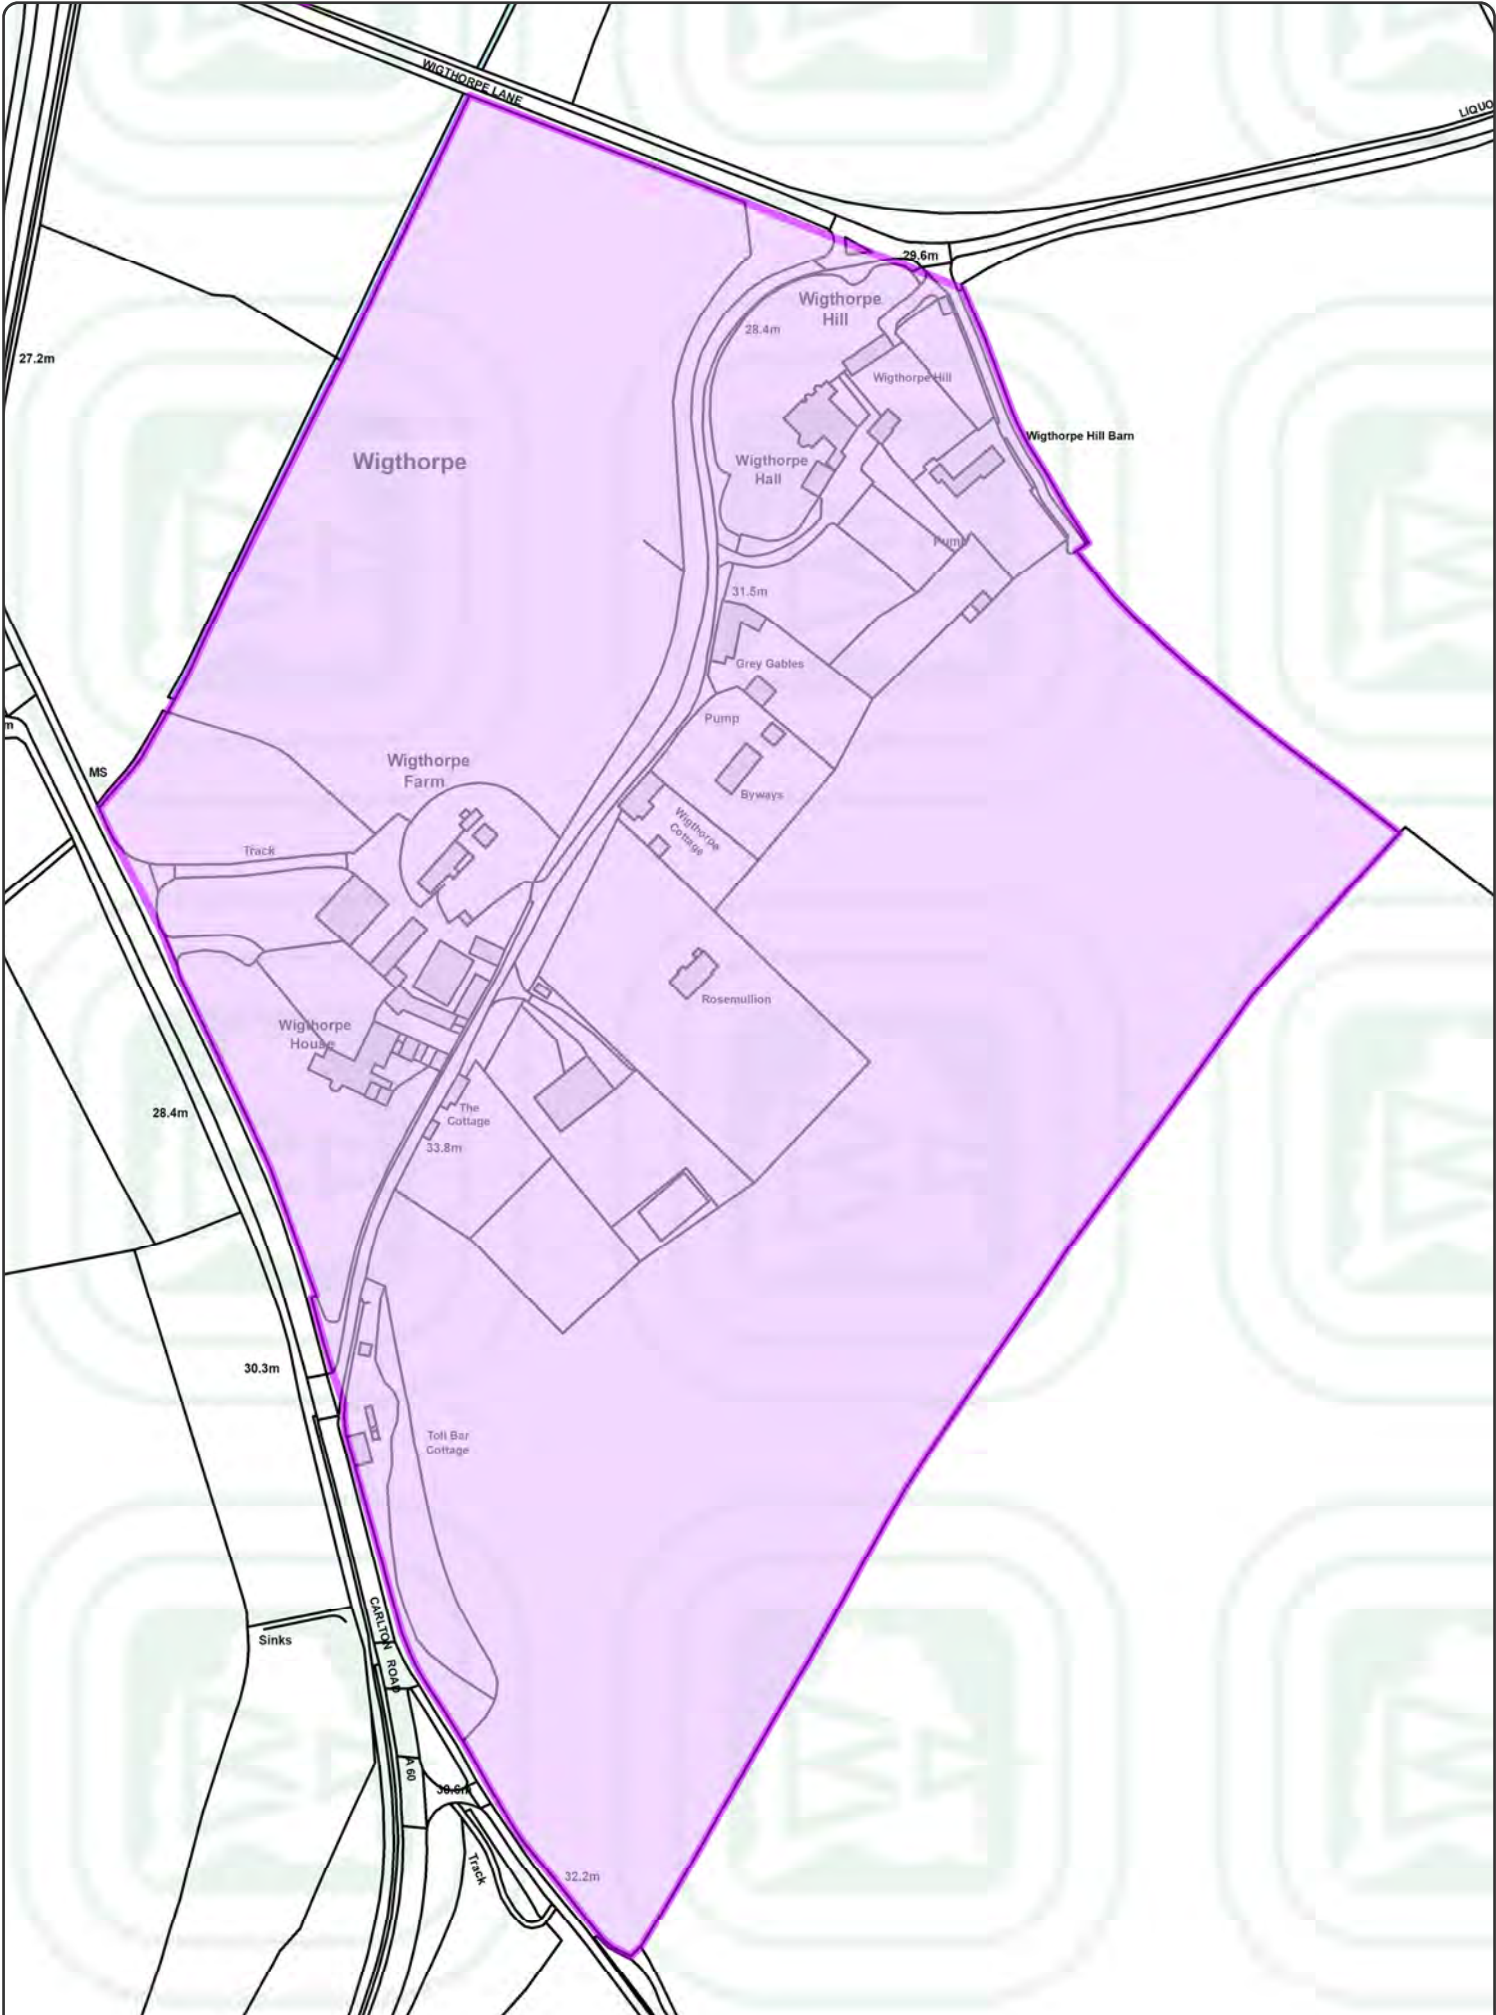 WIGTHORPE LANE
29.6m
Wigthorpe
Hill
28.4m
27.2m
Wigthorpe Hill
Wigthorpe Hill Barn
Wigthorpe
Wigthorpe
Hall
Pump
31.5m
Grey Gables
Pump
Wigthorpe
Farm
MS
Byways
Wigthorpe
Cottage
Track
Rosemullion
Wigthorpe
House
28.4m
The
Cottage
33.8m
30.3m
Toll Bar
Cottage
CARLTON ROAD
Sinks
A 60
30.6m
Track
32.2m